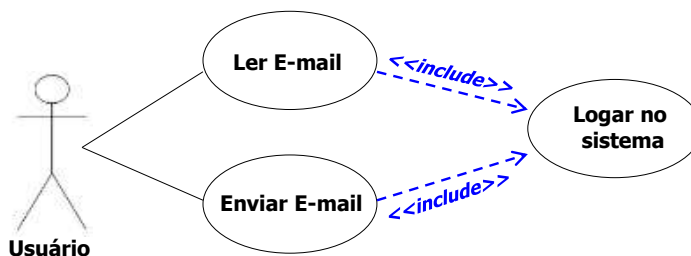 Ler E-mail
<<include>>
Logar no
sistema
Enviar E-mail
<<include>>
Usuário